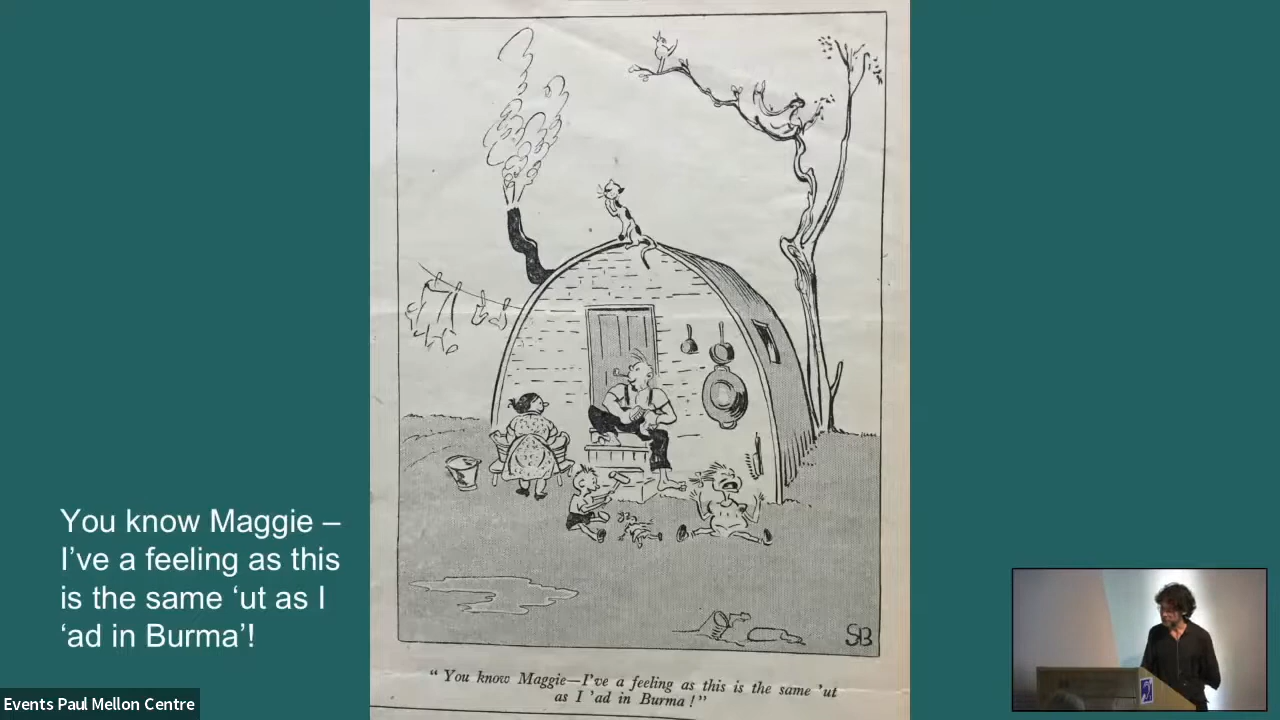 You know Maggie –
I’ve a feeling as this
is the same ‘ut as I
‘ad in Burma’!
SB
“ You know Maggie—I've a feeling as this is the same 'ut
as I 'ad in Burma ! ”
Events Paul Mellon Centre